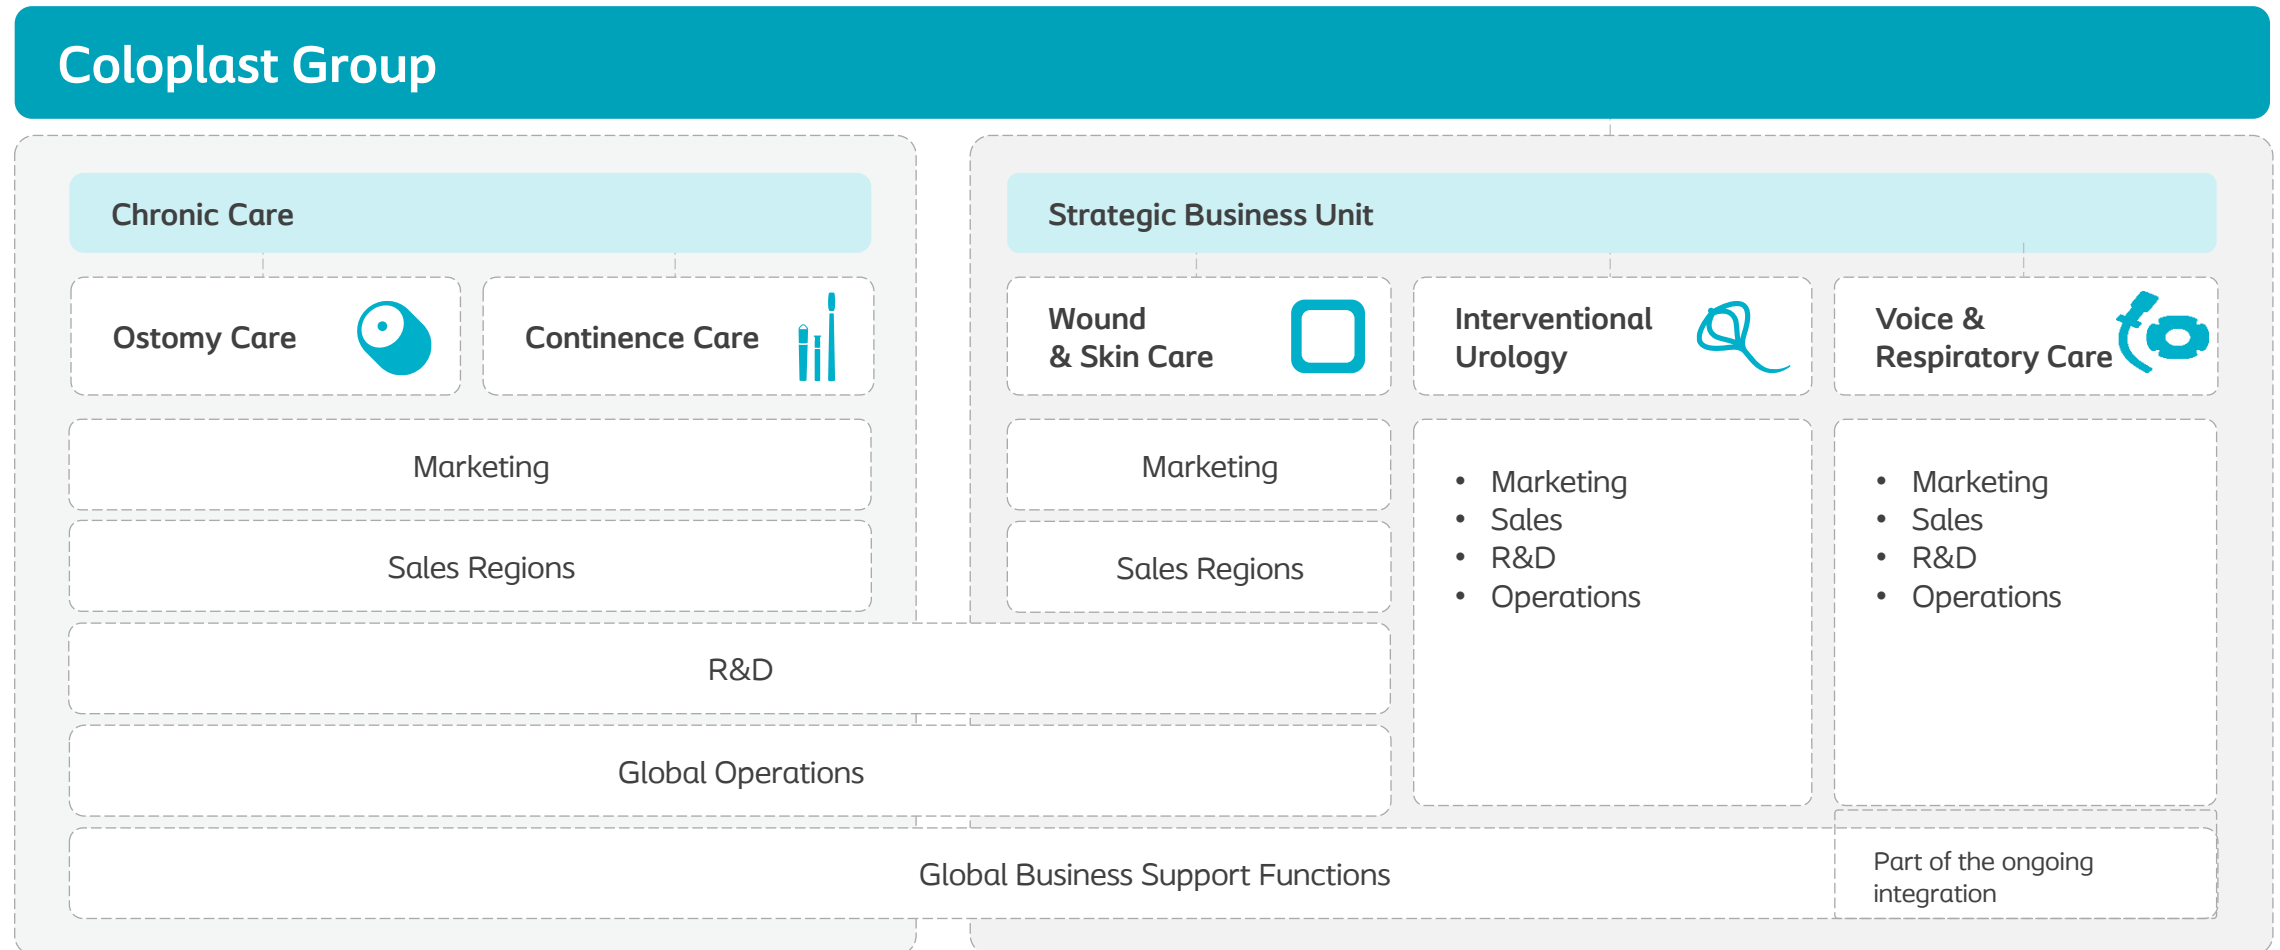 Coloplast Group
Chronic Care
Strategic Business Unit
Ostomy Care
Continence Care
Wound
& Skin Care
Interventional
Urology
Voice &
Respiratory Care
Marketing
Sales Regions
Marketing
Sales Regions
• Marketing
• Sales
• R&D
• Operations
• Marketing
• Sales
• R&D
• Operations
R&D
Global Operations
Global Business Support Functions
Part of the ongoing
integration